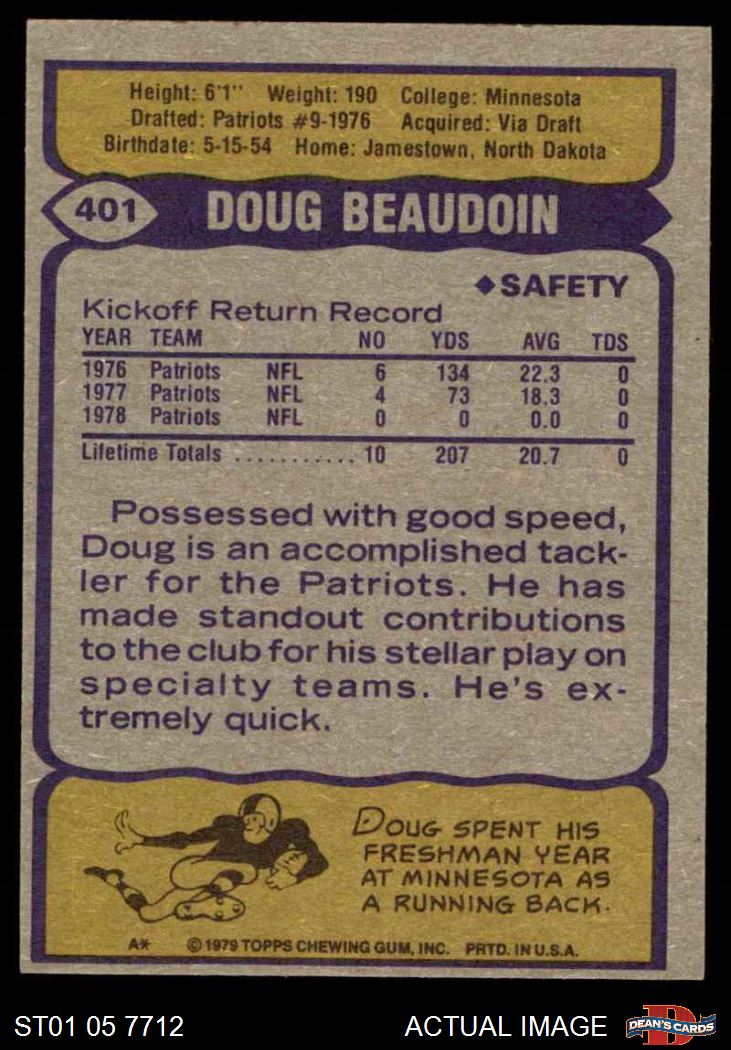 Height: 6'1" Weight: 190 College: Minnesota
Drafted: Patriots #9-1976 Acquired: Via Draft
Birthdate: 5-15-54 Home: Jamestown, North Dakota
401 DOUG BEAUDOIN
◆SAFETY
Kickoff Return Record
YEAR TEAM NO YDS AVG TDS
1976 Patriots NFL 6 134 22.3 0
1977 Patriots NFL 4 73 18.3 0
1978 Patriots NFL 0 0 0.0 0
Lifetime Totals ........... 10 207 20.7 0
Possessed with good speed,
Doug is an accomplished tack-
ler for the Patriots. He has
made standout contributions
to the club for his stellar play on
specialty teams. He's ex-
tremely quick.
DOUG SPENT HIS
FRESHMAN YEAR
AT MINNESOTA AS
A RUNNING BACK.
A* ©1979 TOPPS CHEWING GUM, INC. PRTD. IN U.S.A.
ST01 05 7712 ACTUAL IMAGE D DEAN'S CARDS